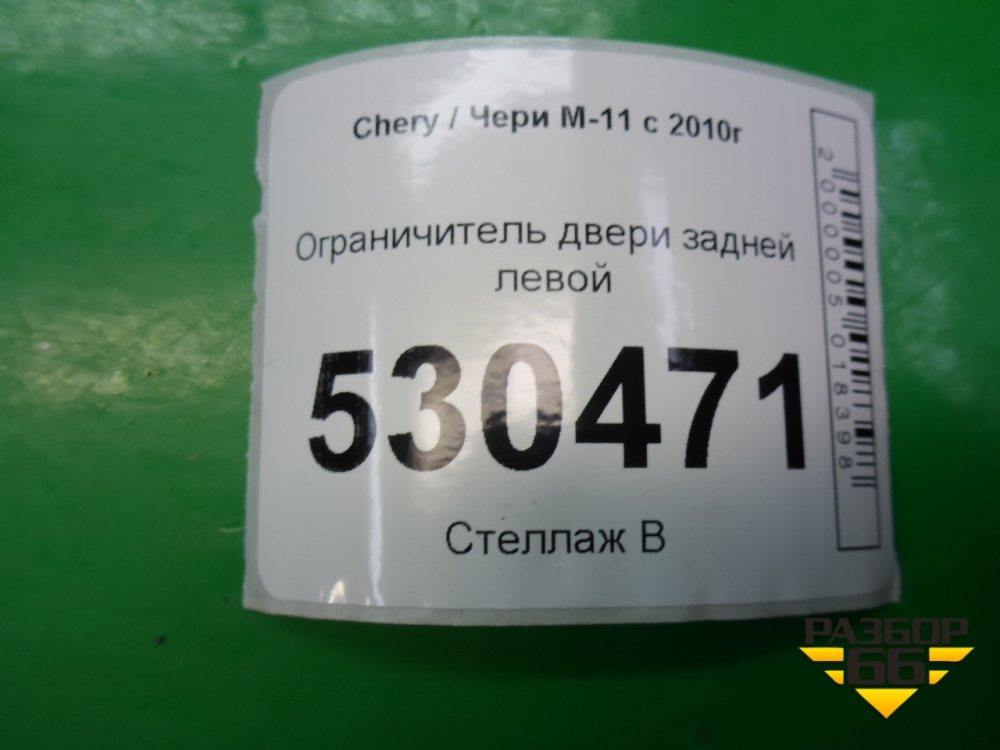 Chery / Чери М-11 с 2010г
Ограничитель двери задней
левой
530471
Стеллаж В
2000005018398
РАЗБОР
66